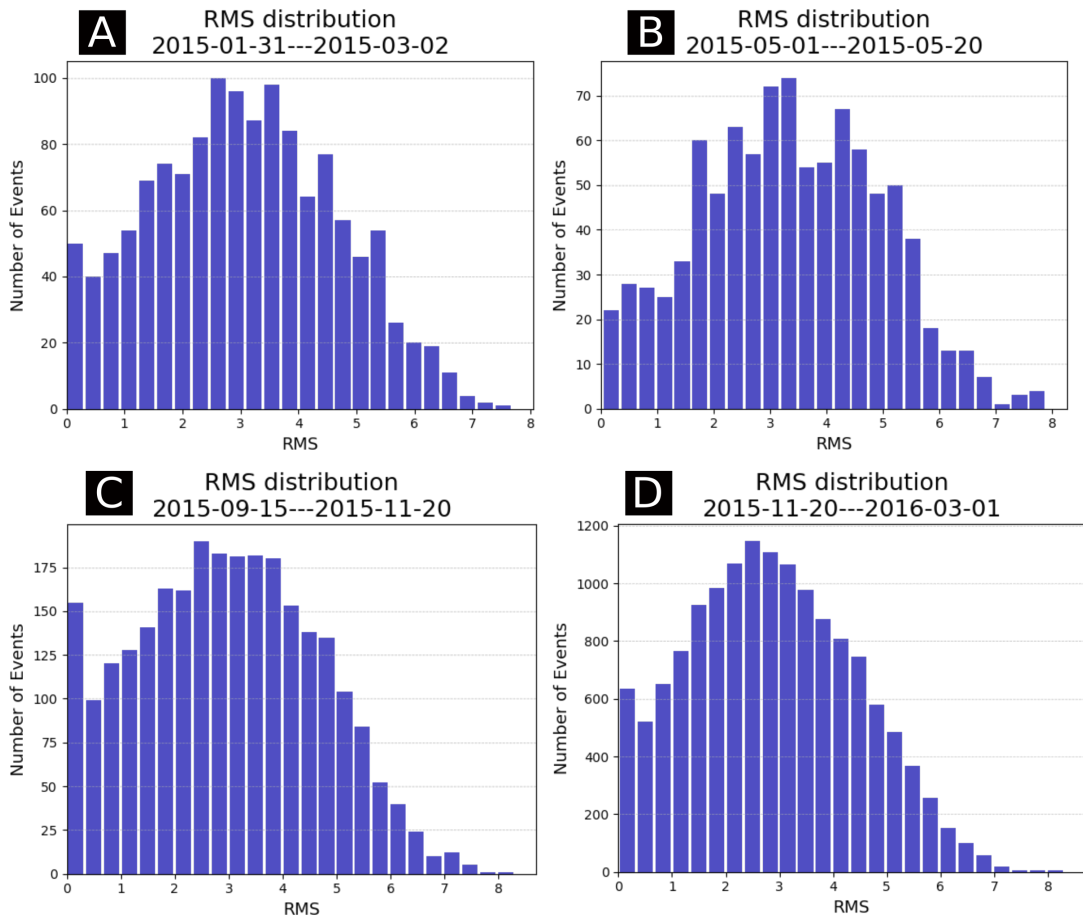 A
RMS distribution
2015-01-31---2015-03-02
Number of Events
100
80
60
40
20
0
0 1 2 3 4 5 6 7 8
RMS
B
RMS distribution
2015-05-01---2015-05-20
Number of Events
70
60
50
40
30
20
10
0
0 1 2 3 4 5 6 7 8
RMS
C
RMS distribution
2015-09-15---2015-11-20
Number of Events
175
150
125
100
75
50
25
0
0 1 2 3 4 5 6 7 8
RMS
D
RMS distribution
2015-11-20---2016-03-01
Number of Events
1200
1000
800
600
400
200
0
0 1 2 3 4 5 6 7 8
RMS